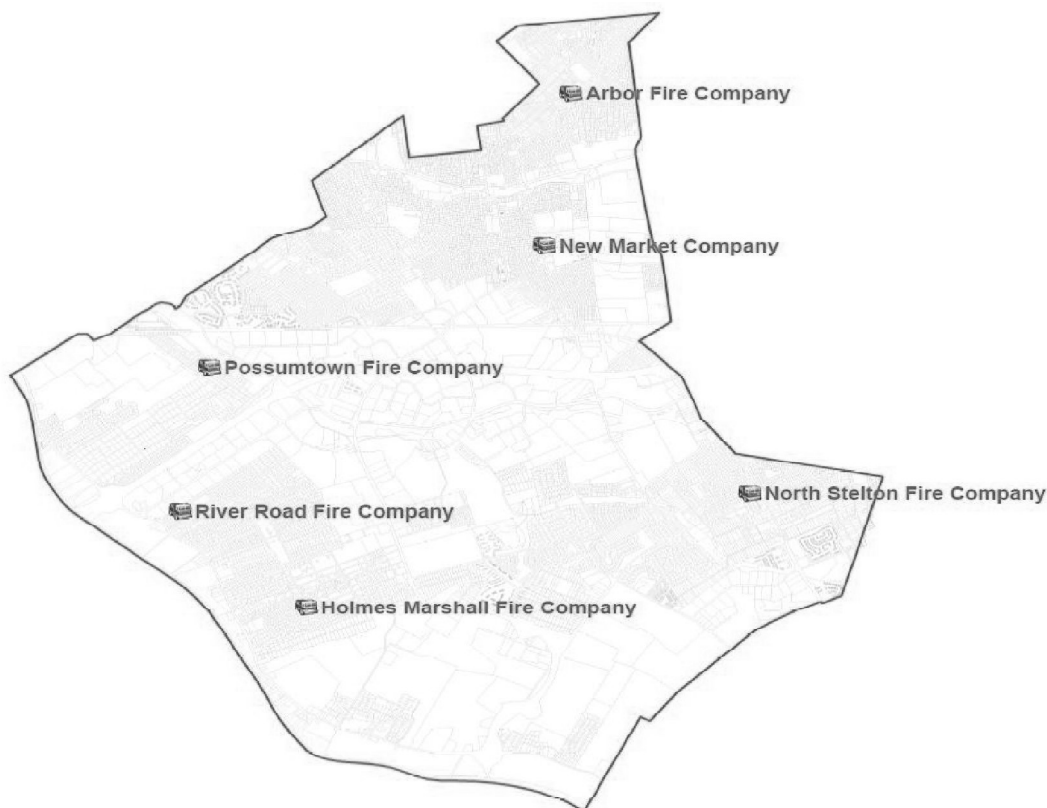 Arbor Fire Company
New Market Company
Possumtown Fire Company
North Stelton Fire Company
River Road Fire Company
Holmes Marshall Fire Company